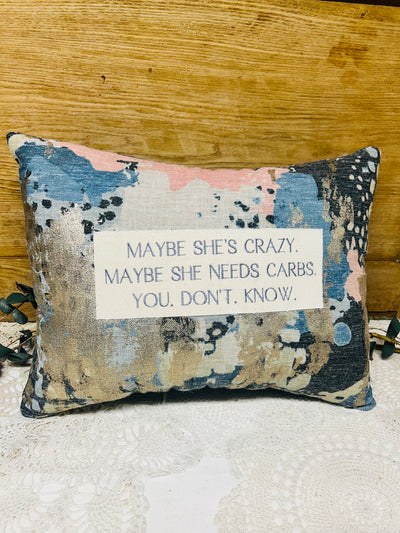 MAYBE SHE'S CRAZY.
MAYBE SHE NEEDS CARBS.
YOU. DON'T. KNOW.